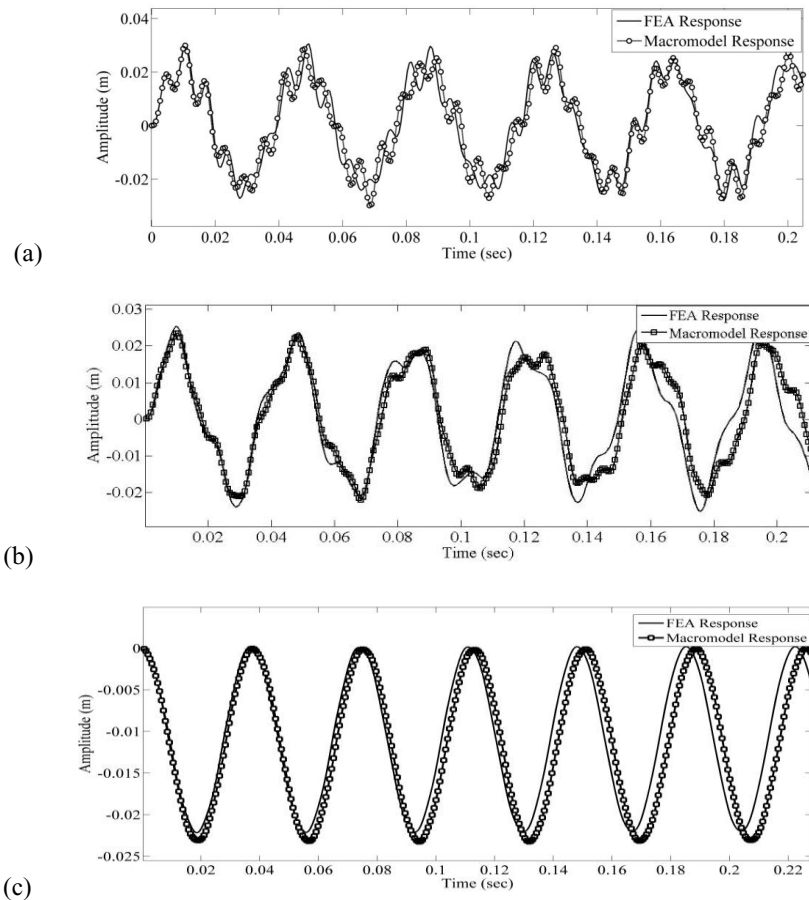 0.04
0.02
0
-0.02
Amplitude (m)
FEA Response
Macromodel Response
0 0.02 0.04 0.06 0.08 0.1 0.12 0.14 0.16 0.18 0.2
Time (sec)
(a)
0.03
0.02
0.01
0
-0.01
-0.02
Amplitude (m)
FEA Response
Macromodel Response
0.02 0.04 0.06 0.08 0.1 0.12 0.14 0.16 0.18 0.2
Time (sec)
(b)
0
-0.005
-0.01
-0.015
-0.02
-0.025
Amplitude (m)
FEA Response
Macromodel Response
0.02 0.04 0.06 0.08 0.1 0.12 0.14 0.16 0.18 0.2 0.22
Time (sec)
(c)